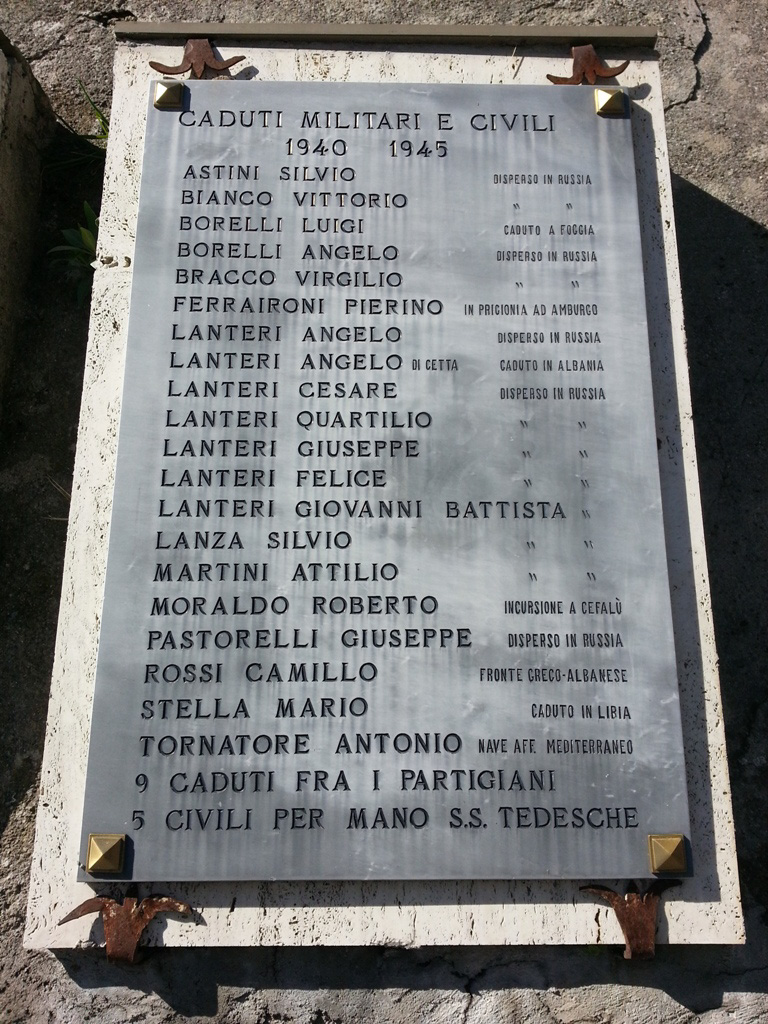 CADUTI MILITARI E CIVILI
1940 1945
ASTINI SILVIO DISPERSO IN RUSSIA
BIANCO VITTORIO " "
BORELLI LUIGI CADUTO A FOGGIA
BORELLI ANGELO DISPERSO IN RUSSIA
BRACCO VIRGILIO " "
FERRAIRONI PIERINO IN PRIGIONIA AD AMBURGO
LANTERI ANGELO DISPERSO IN RUSSIA
LANTERI ANGELO DI CETTA CADUTO IN ALBANIA
LANTERI CESARE DISPERSO IN RUSSIA
LANTERI QUARTILIO " "
LANTERI GIUSEPPE " "
LANTERI FELICE " "
LANTERI GIOVANNI BATTISTA "
LANZA SILVIO " "
MARTINI ATTILIO " "
MORALDO ROBERTO INCURSIONE A CEFALÙ
PASTORELLI GIUSEPPE DISPERSO IN RUSSIA
ROSSI CAMILLO FRONTE GRECO-ALBANESE
STELLA MARIO CADUTO IN LIBIA
TORNATORE ANTONIO NAVE AFF. MEDITERRANEO
9 CADUTI FRA I PARTIGIANI
5 CIVILI PER MANO S.S. TEDESCHE